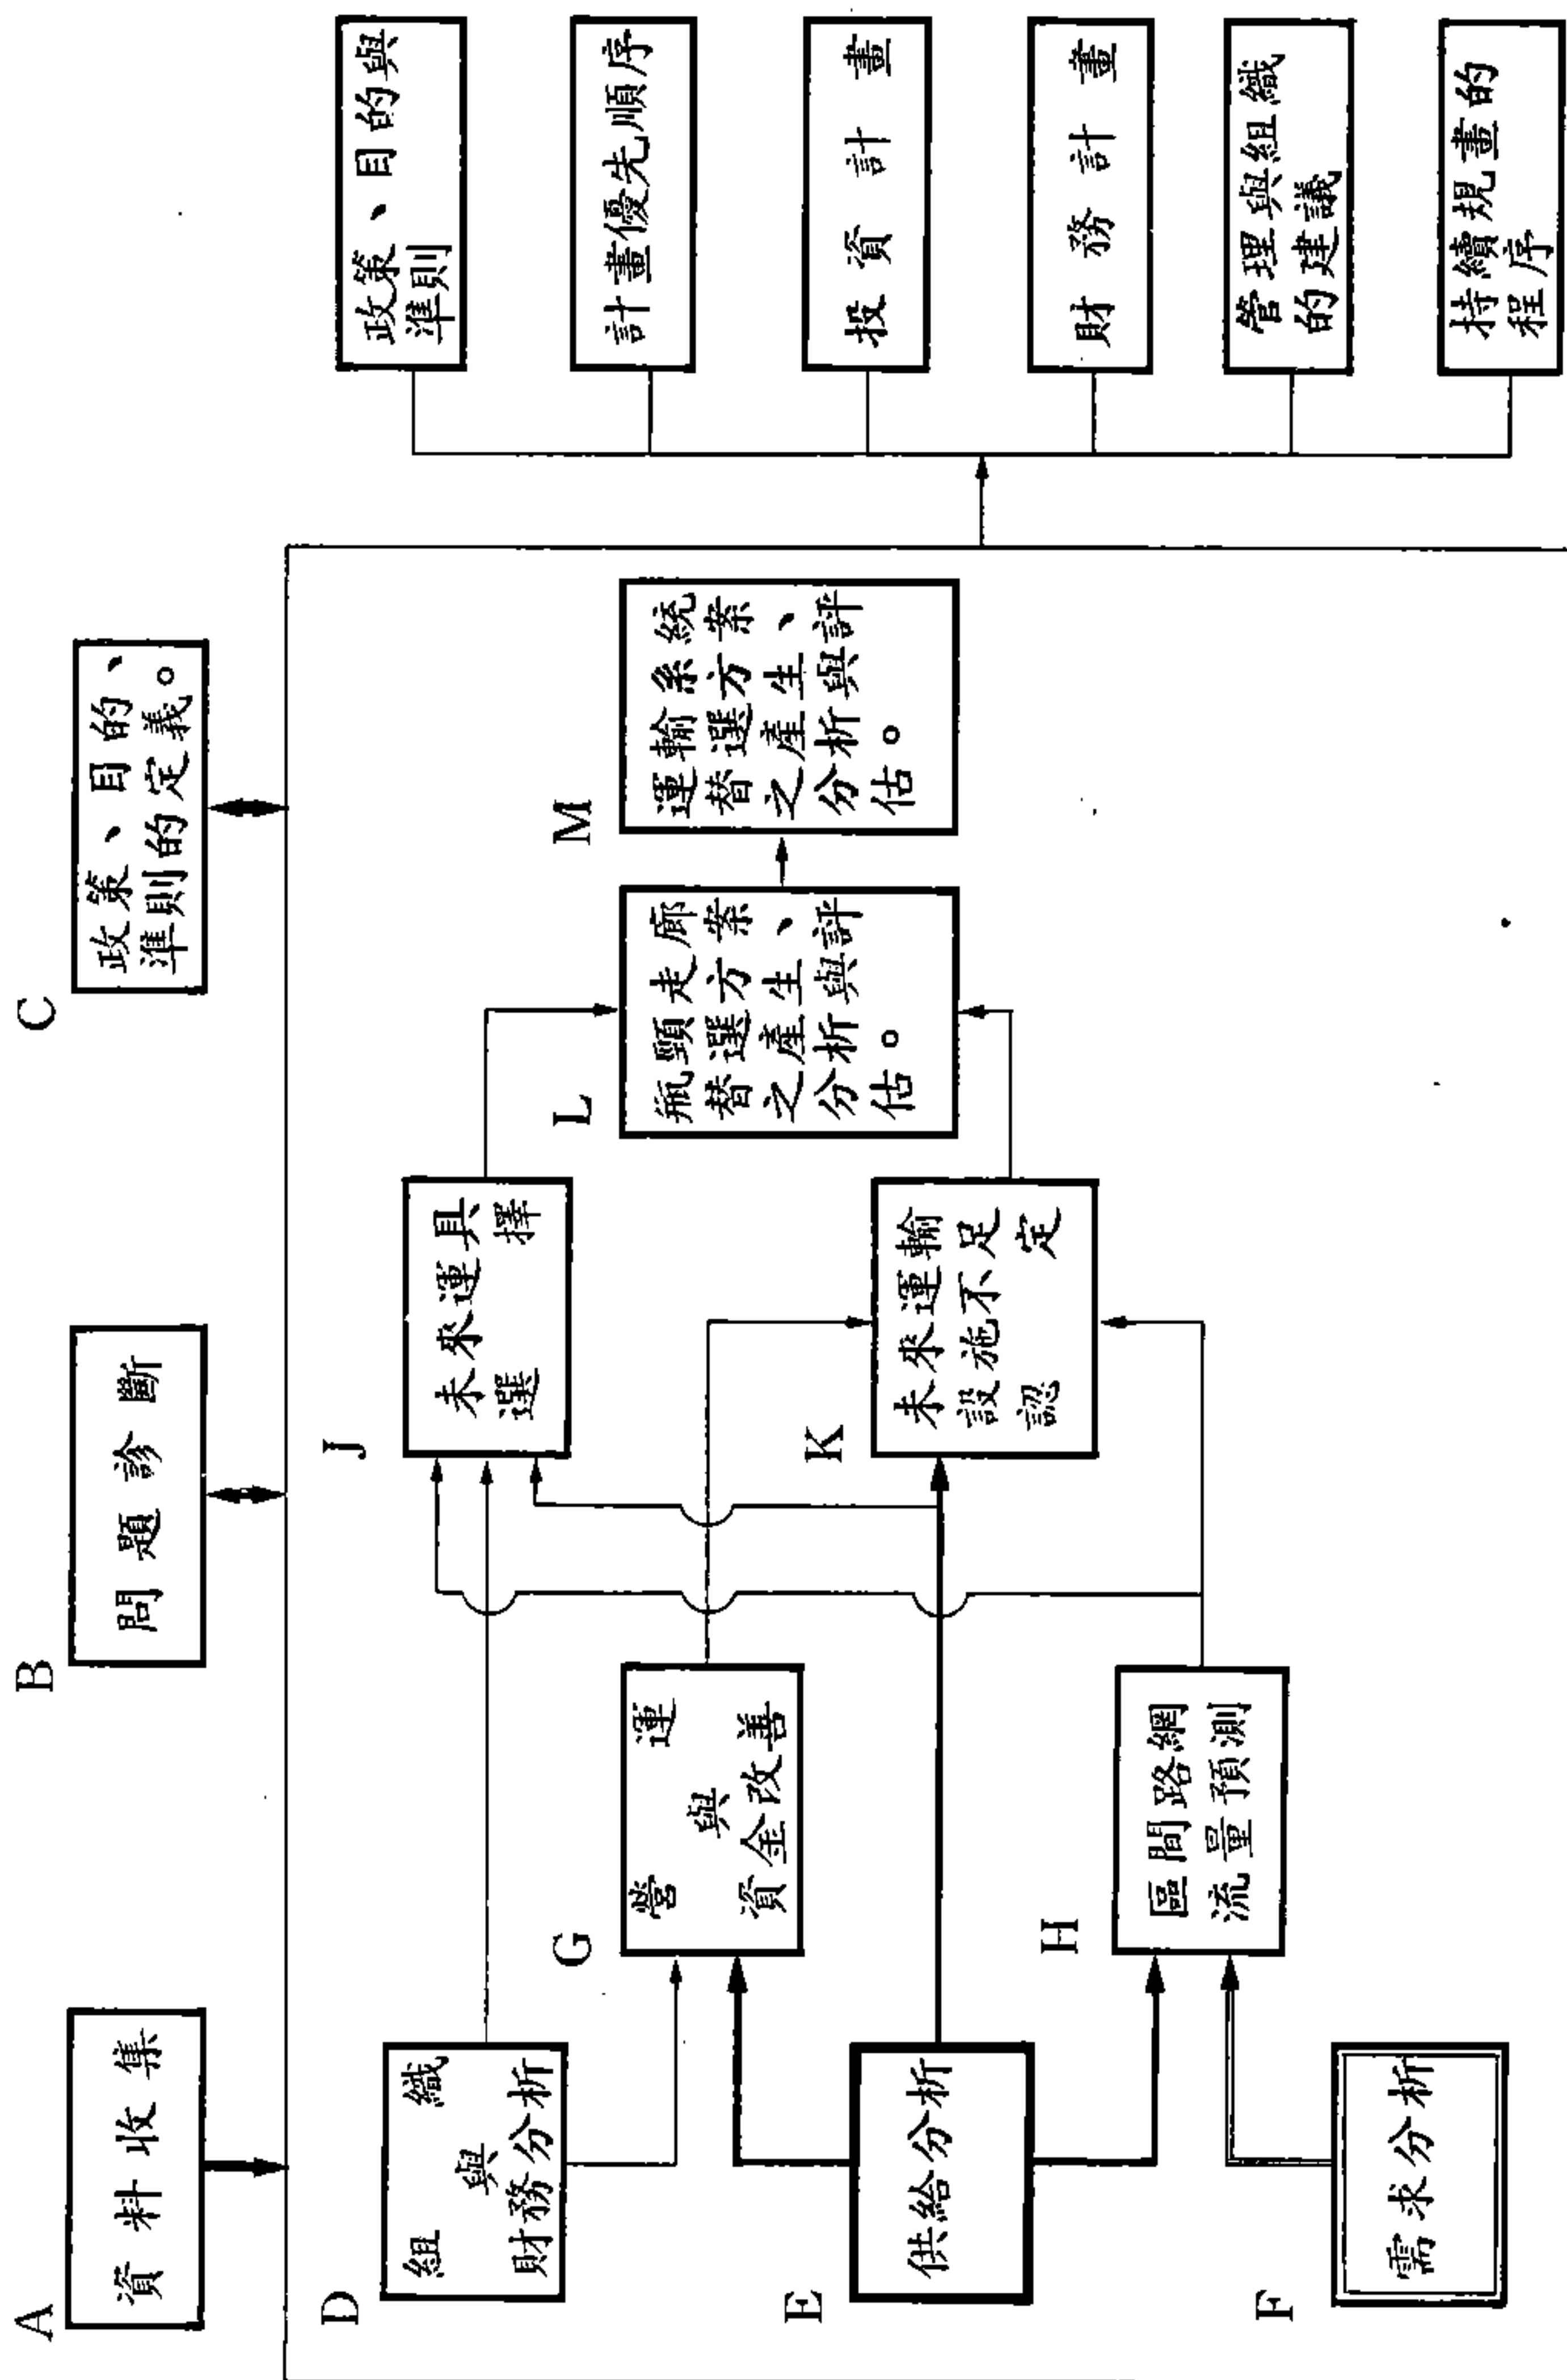 A
資料收集
B
問題診斷
C
政策、目的、
準則的定義。
D
組織
與
財務分析
E
供給分析
F
需求分析
G
營運
與
資金改善
H
區間路網
流量預測
J
未來運具
選擇
K
未來運輸
設施不足
認定
L
瓶頸走廊
替選方案
之產生、
分析與評
估。
M
運輸系統
替選方案
之產生、
分析與評
估。
政策、目的與
準則
計畫優先順序
投資計畫
財務計畫
管理與組織
的建議
持續規畫的
程序